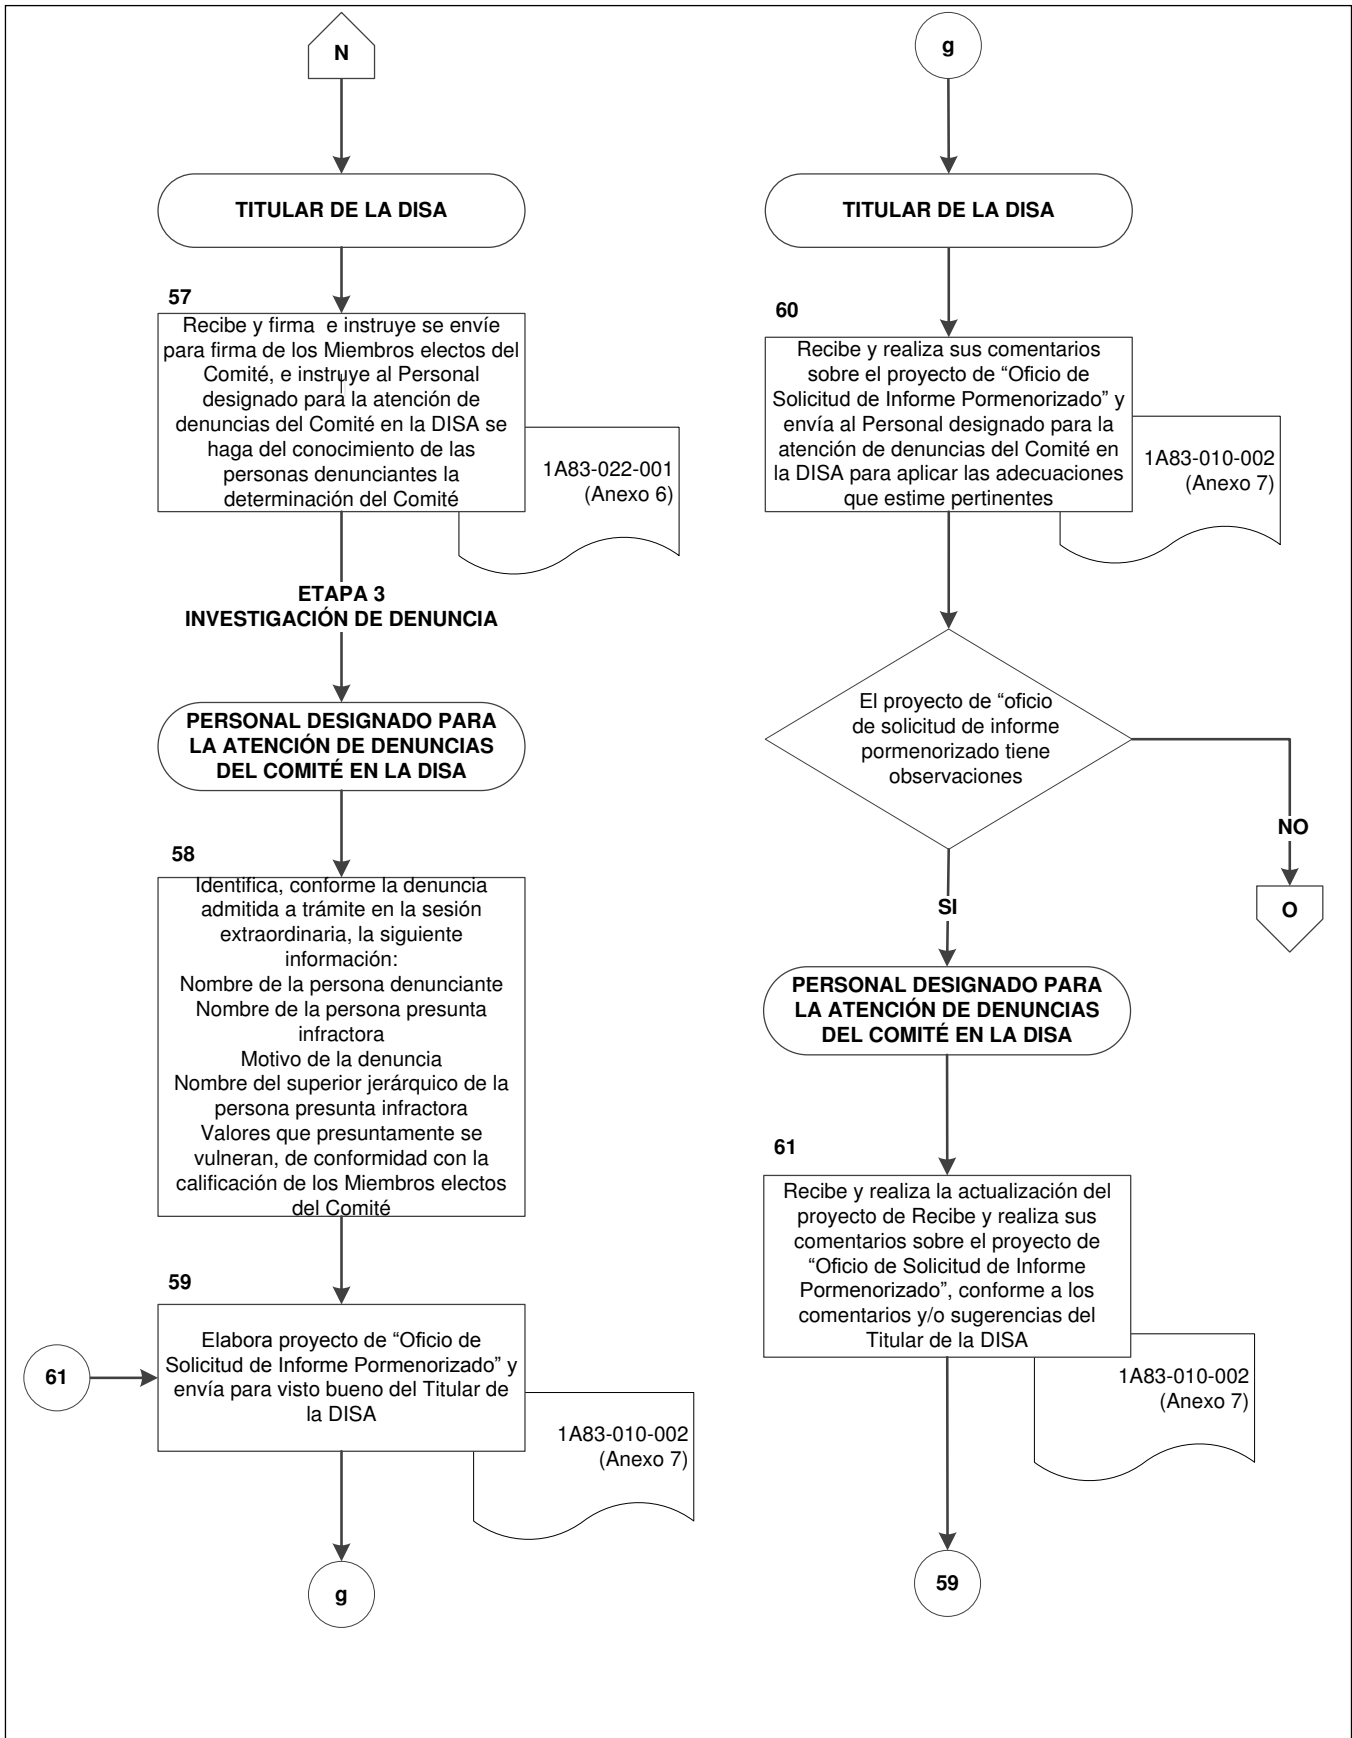 N
TITULAR DE LA DISA
57
Recibe y firma  e instruye se envíe
para firma de los Miembros electos del
Comité, e instruye al Personal
designado para la atención de
denuncias del Comité en la DISA se
haga del conocimiento de las
personas denunciantes la
determinación del Comité
1A83-022-001
(Anexo 6)
ETAPA 3
INVESTIGACIÓN DE DENUNCIA
PERSONAL DESIGNADO PARA
LA ATENCIÓN DE DENUNCIAS
DEL COMITÉ EN LA DISA
58
Identifica, conforme la denuncia
admitida a trámite en la sesión
extraordinaria, la siguiente
información:
Nombre de la persona denunciante
Nombre de la persona presunta
infractora
Motivo de la denuncia
Nombre del superior jerárquico de la
persona presunta infractora
Valores que presuntamente se
vulneran, de conformidad con la
calificación de los Miembros electos
del Comité
59
61
Elabora proyecto de “Oficio de
Solicitud de Informe Pormenorizado” y
envía para visto bueno del Titular de
la DISA
1A83-010-002
(Anexo 7)
g
g
TITULAR DE LA DISA
60
Recibe y realiza sus comentarios
sobre el proyecto de “Oficio de
Solicitud de Informe Pormenorizado” y
envía al Personal designado para la
atención de denuncias del Comité en
la DISA para aplicar las adecuaciones
que estime pertinentes
1A83-010-002
(Anexo 7)
El proyecto de “oficio
de solicitud de informe
pormenorizado tiene
observaciones
NO
O
SI
PERSONAL DESIGNADO PARA
LA ATENCIÓN DE DENUNCIAS
DEL COMITÉ EN LA DISA
61
Recibe y realiza la actualización del
proyecto de Recibe y realiza sus
comentarios sobre el proyecto de
“Oficio de Solicitud de Informe
Pormenorizado”, conforme a los
comentarios y/o sugerencias del
Titular de la DISA
1A83-010-002
(Anexo 7)
59